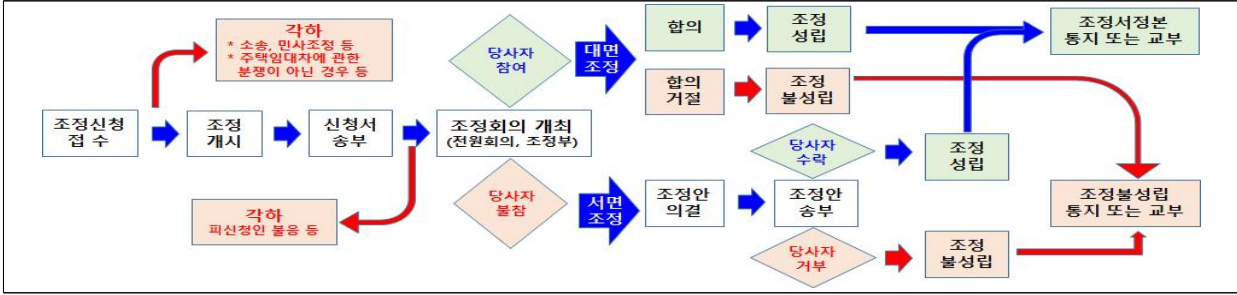 각하
* 소송, 민사조정 등
* 주택임대차에 관한
분쟁이 아닌 경우 등
조정신청
접 수
조정
개시
신청서
송부
각하
피신청인 불응 등
조정회의 개최
(전원회의, 조정부)
당사자
참여
대면
조정
합의
조정
성립
조정서정본
통지 또는 교부
합의
거절
조정
불성립
당사자
불참
서면
조정
조정안
의결
조정안
송부
당사자
수락
조정
성립
당사자
거부
조정
불성립
조정불성립
통지 또는 교부